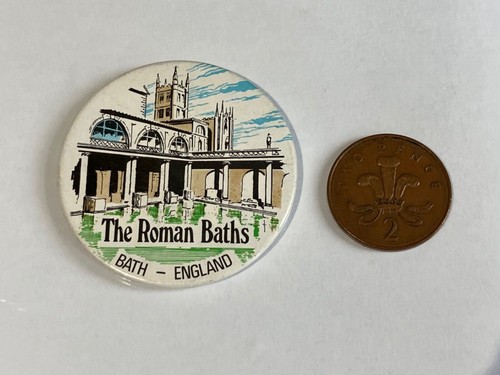 The Roman Baths
BATH - ENGLAND
TWO PENCE
2